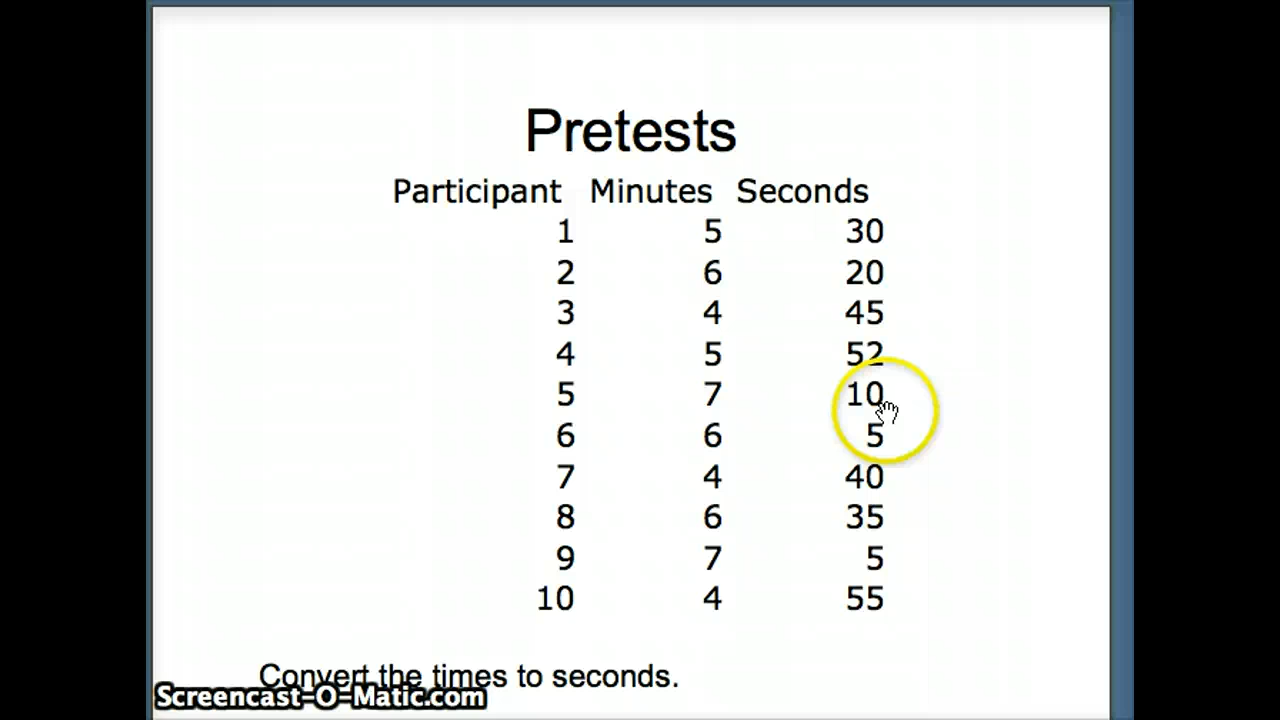 Pretests
Participant Minutes Seconds
1 5 30
2 6 20
3 4 45
4 5 52
5 7 10
6 6 5
7 4 40
8 6 35
9 7 5
10 4 55
Convert the times to seconds.
Screencast-O-Matic.com